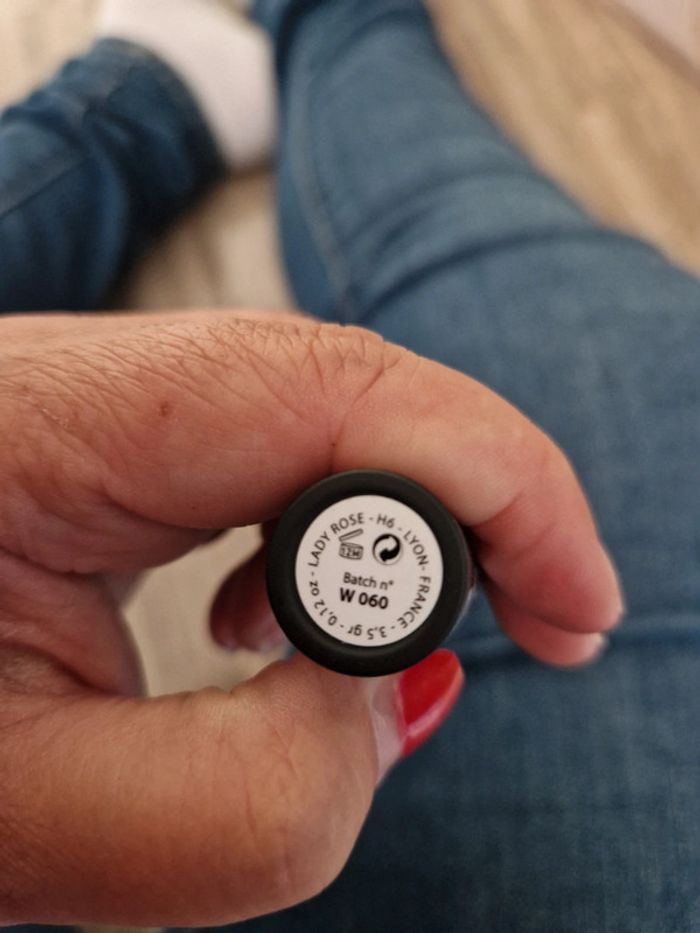 LADY ROSE - H6 - LYON- FRANCE - 3,5 gr - 0,12 oz -
12M
Batch n°
W 060